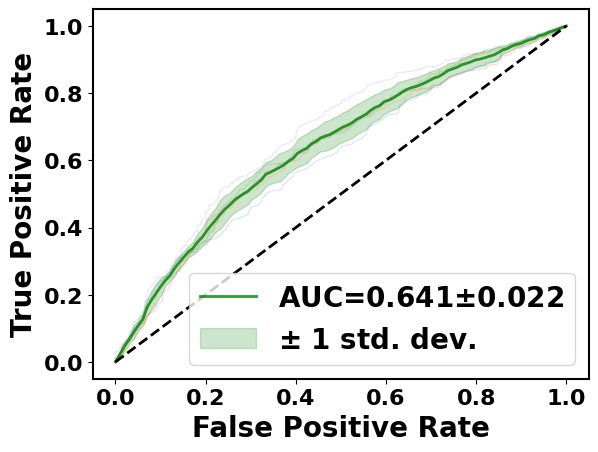 True Positive Rate
1.0
0.8
0.6
0.4
0.2
0.0
AUC=0.641±0.022
± 1 std. dev.
0.0 0.2 0.4 0.6 0.8 1.0
False Positive Rate